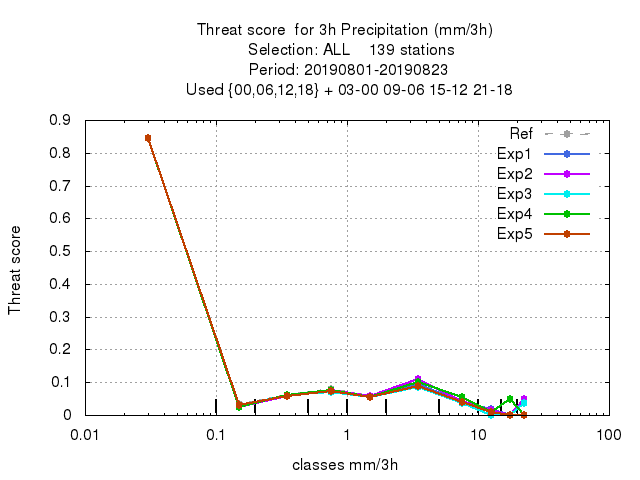 Threat score  for 3h Precipitation (mm/3h)
Selection: ALL    139 stations
Period: 20190801-20190823
Used {00,06,12,18} + 03-00 09-06 15-12 21-18
Ref
Exp1
Exp2
Exp3
Exp4
Exp5
0.9
0.8
0.7
0.6
0.5
0.4
0.3
0.2
0.1
0
Threat score
0.01
0.1
1
10
100
classes mm/3h